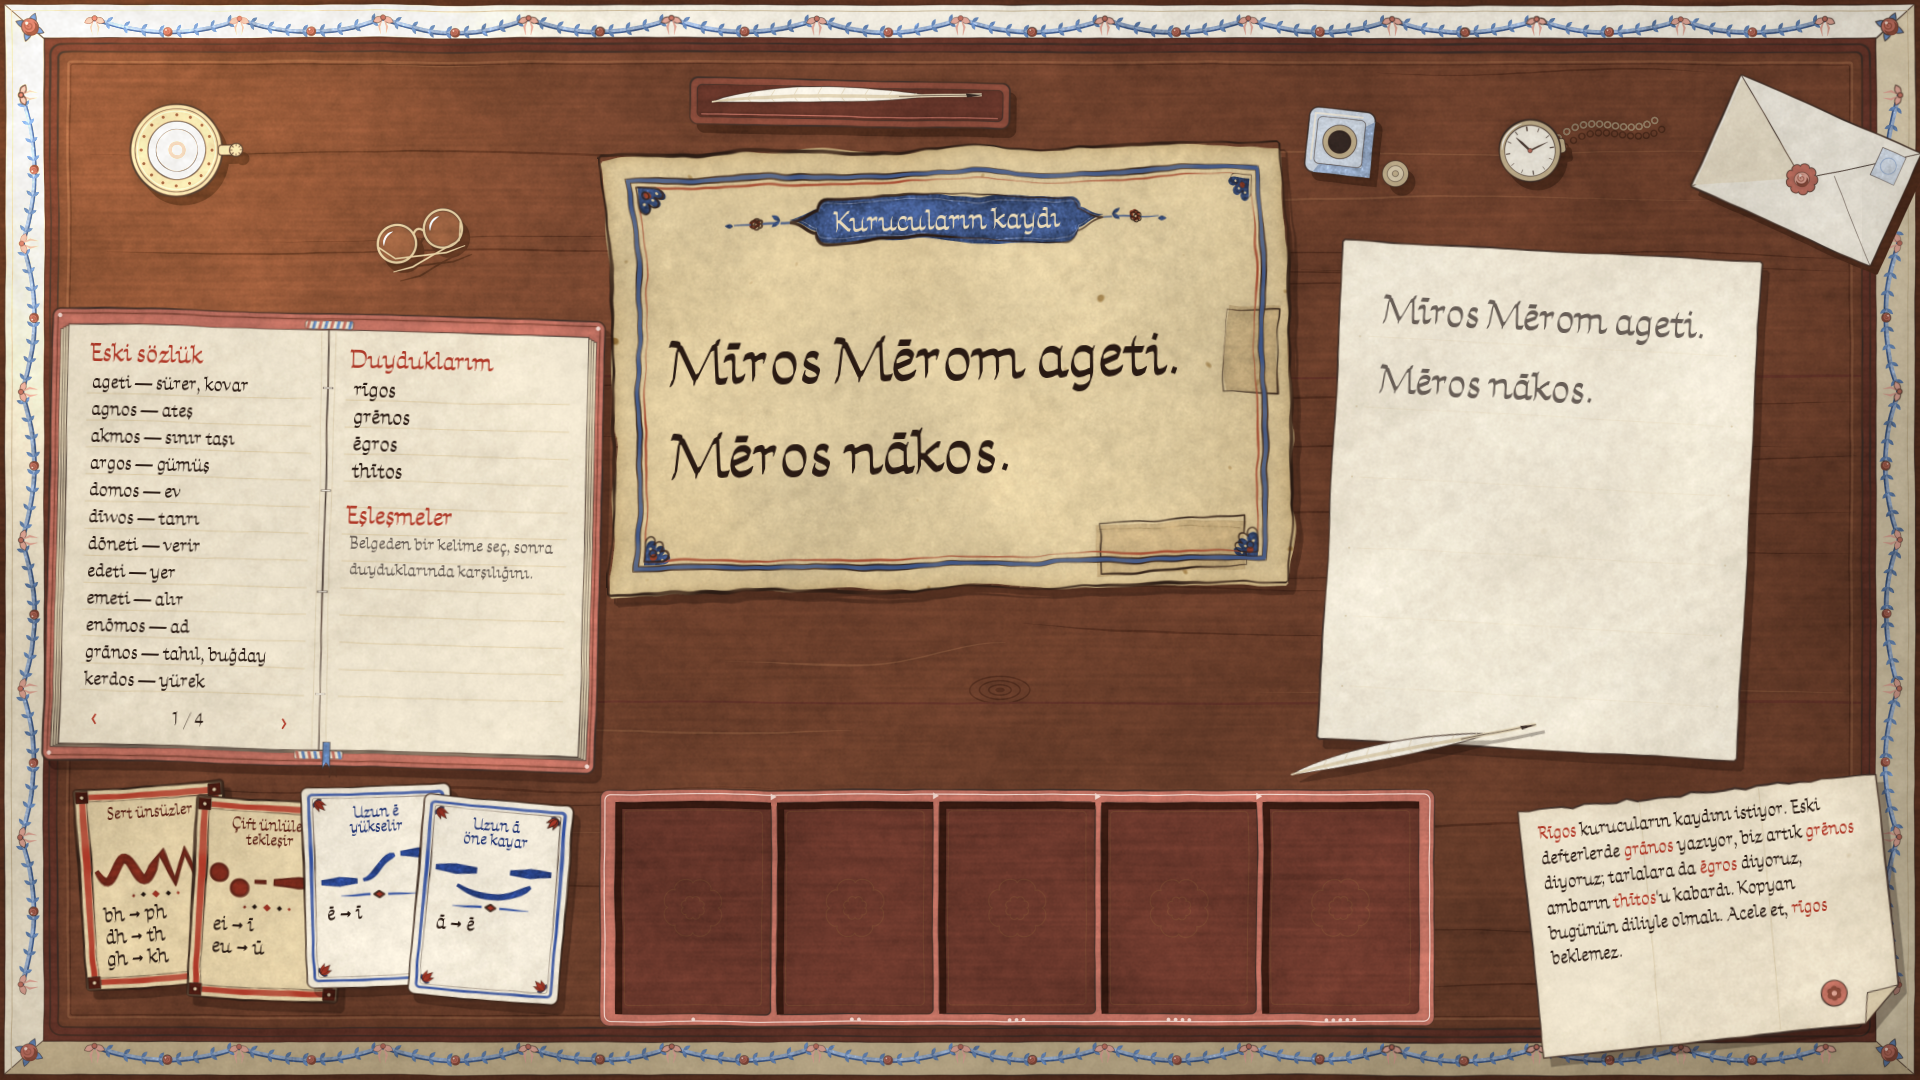 Kurucuların kaydı
Mīros Mērom ageti.
Mēros nākos.
Mīros Mērom ageti.
Mēros nākos.
Eski sözlük
ageti — sürer, kovar
agnos — ateş
akmos — sınır taşı
argos — gümüş
domos — ev
dīwos — tanrı
dōneti — verir
edeti — yer
emeti — alır
enōmos — ad
grānos — tahıl, buğday
kerdos — yürek
‹ 1 / 4 ›
Duyduklarım
rīgos
grēnos
ēgros
thītos
Eşleşmeler
Belgeden bir kelime seç, sonra
duyduklarında karşılığını.
Sert ünsüzler
bh → ph
dh → th
gh → kh
Çift ünlüle
tekleşir
ei → ī
eu → ū
Uzun ē
yükselir
ē → ī
Uzun ā
öne kayar
ā → ē
Rīgos kurucuların kaydını istiyor. Eski
defterlerde grānos yazıyor, biz artık grēnos
diyoruz; tarlalara da ēgros diyoruz,
ambarın thītos'u kabardı. Kopyan
bugünün diliyle olmalı. Acele et, rīgos
beklemez.